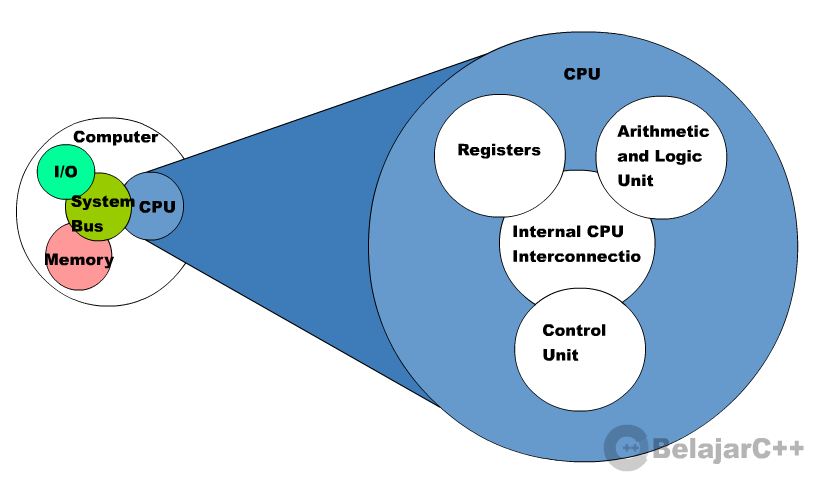 Computer
I/O
System
Bus
CPU
Memory
CPU
Registers
Arithmetic
and Logic
Unit
Internal CPU
Interconnectio
Control
Unit
C++
BelajarC++